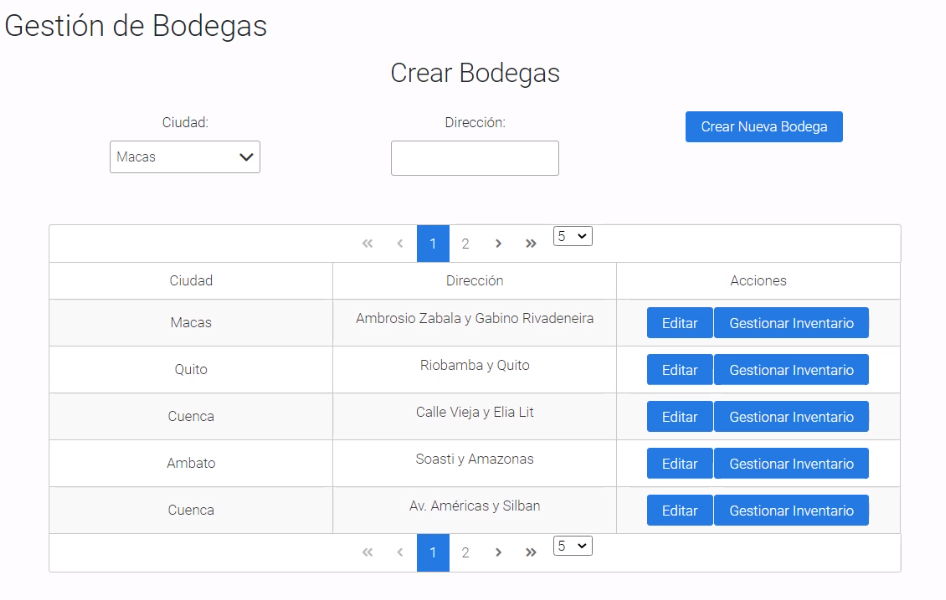 Gestión de Bodegas
Crear Bodegas
Ciudad: Dirección: Crear Nueva Bodega
Macas
« ‹ 1 2 › » 5
Ciudad Dirección Acciones
Macas Ambrosio Zabala y Gabino Rivadeneira Editar Gestionar Inventario
Quito Riobamba y Quito Editar Gestionar Inventario
Cuenca Calle Vieja y Elia Lit Editar Gestionar Inventario
Ambato Soasti y Amazonas Editar Gestionar Inventario
Cuenca Av. Américas y Silban Editar Gestionar Inventario
« ‹ 1 2 › » 5